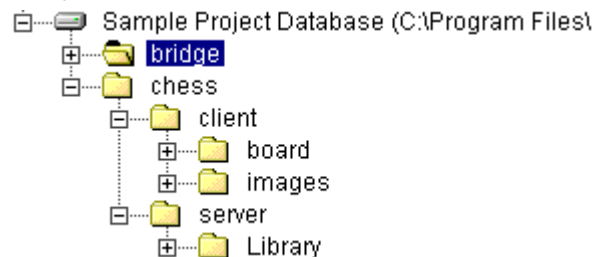 Sample Project Database (C:\Program Files\
bridge
chess
client
board
images
server
Library